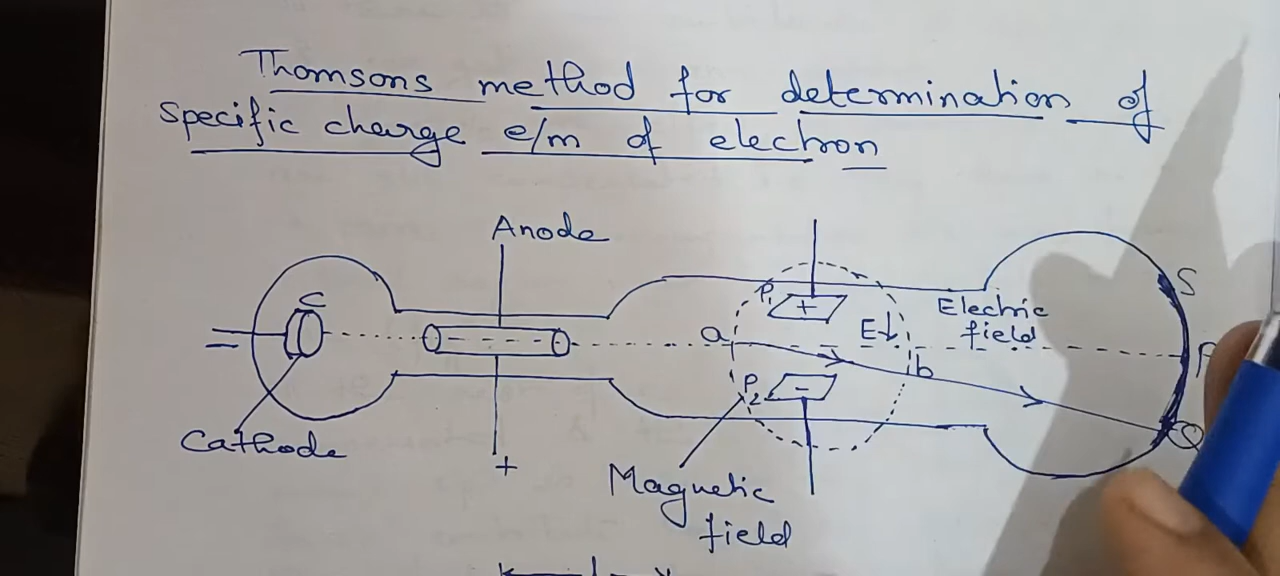 Thomsons method for determination of
specific charge e/m of electron
Anode
C
P1
+
E↓
Electric
field
S
a
b
P
P2
-
Q
Cathode
+
Magnetic
field